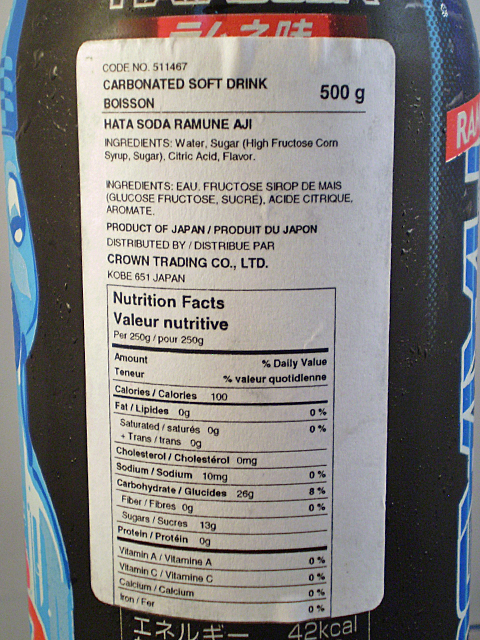 ラムネ味
CODE NO. 511467
CARBONATED SOFT DRINK
BOISSON
500 g
HATA SODA RAMUNE AJI
INGREDIENTS: Water, Sugar (High Fructose Corn
Syrup, Sugar), Citric Acid, Flavor.
INGREDIENTS: EAU. FRUCTOSE SIROP DE MAIS
(GLUCOSE FRUCTOSE, SUCRE), ACIDE CITRIQUE,
AROMATE.
PRODUCT OF JAPAN / PRODUIT DU JAPON
DISTRIBUTED BY / DISTRIBUE PAR
CROWN TRADING CO., LTD.
KOBE 651 JAPAN
Nutrition Facts
Valeur nutritive
Per 250g / pour 250g
Amount % Daily Value
Teneur % valeur quotidienne
Calories / Calories 100
Fat / Lipides 0g 0 %
Saturated / saturés 0g 0 %
+ Trans / trans 0g
Cholesterol / Cholestérol 0mg
Sodium / Sodium 10mg 0 %
Carbohydrate / Glucides 26g 8 %
Fiber / Fibres 0g 0 %
Sugars / Sucres 13g
Protein / Protéin 0g
Vitamin A / Vitamine A 0 %
Vitamin C / Vitamine C 0 %
Calcium / Calcium 0 %
Iron / Fer 0 %
エネルギー 42kcal
RA